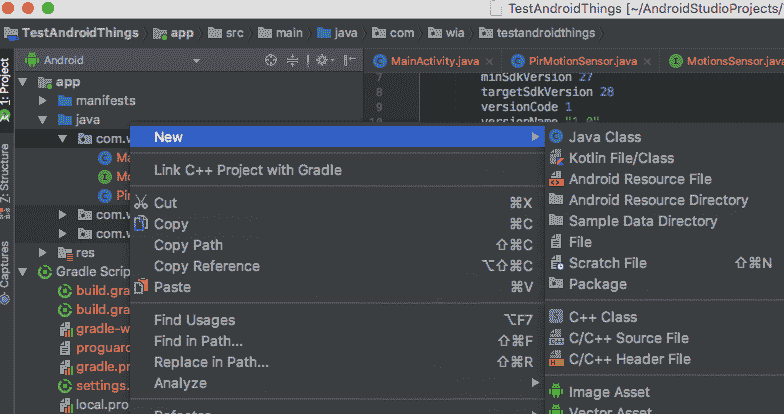 TestAndroidThings [~/AndroidStudioProjects/
TestAndroidThings app src main java com wia testandroidthings
1: Project
Z: Structure
Captures
Android
MainActivity.java PirMotionSensor.java MotionsSensor.java
app
manifests
java
com.w
Ma
Mo
Pir
com.w
com.w
res
Gradle Scrip
build.gra
build.gra
gradle-w
proguard
gradle.pr
settings.
local.pro
7 minSdkVersion 27
8 targetSdkVersion 28
9 versionCode 1
10 versionName "1.0"
New
Link C++ Project with Gradle
Cut ⌘X
Copy ⌘C
Copy Path ⇧⌘C
Copy Reference ⌥⇧⌘C
Paste ⌘V
Find Usages ⌥F7
Find in Path... ⇧⌘F
Replace in Path... ⇧⌘R
Analyze
Refactor
Java Class
Kotlin File/Class
Android Resource File
Android Resource Directory
Sample Data Directory
File
Scratch File ⇧⌘N
Package
C++ Class
C/C++ Source File
C/C++ Header File
Image Asset
Vector Asset